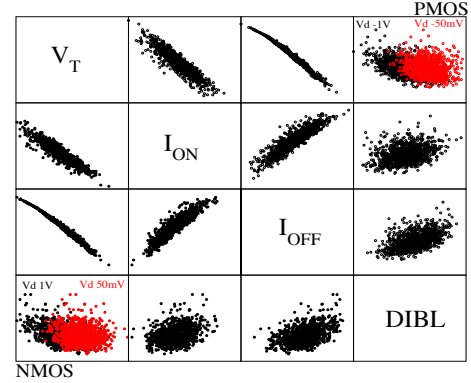 PMOS
Vd -1V Vd -50mV
V_T
I_ON
I_OFF
Vd 1V Vd 50mV
DIBL
NMOS